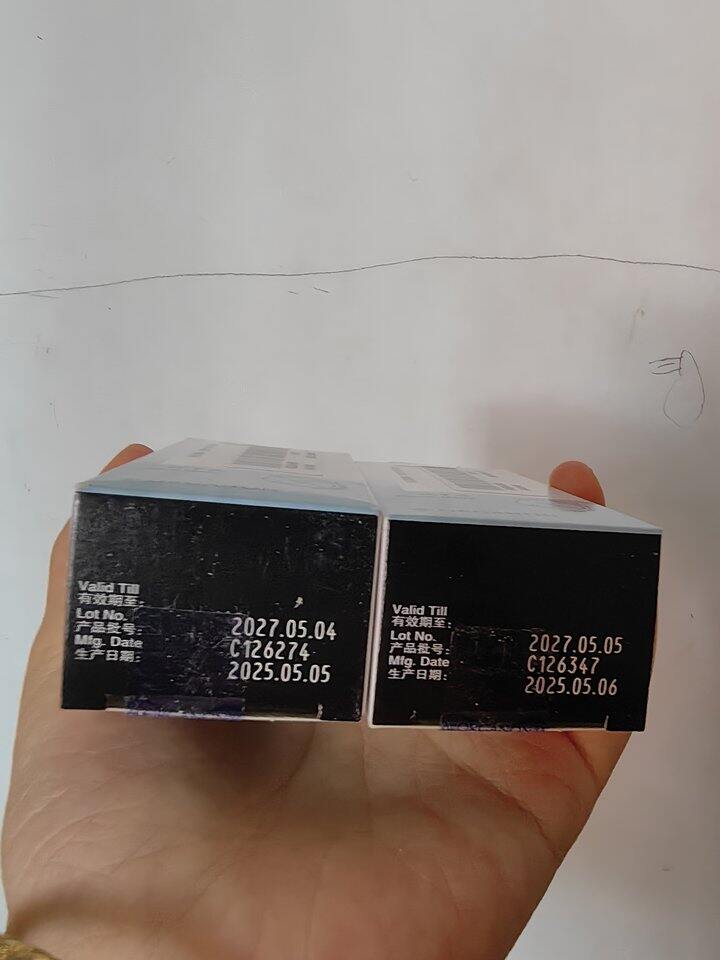 Valid Till
有效期至:
Lot No.
产品批号:
Mfg. Date
生产日期:
2027.05.04
C126274
2025.05.05
Valid Till
有效期至:
Lot No.
产品批号:
Mfg. Date
生产日期:
2027.05.05
C126347
2025.05.06